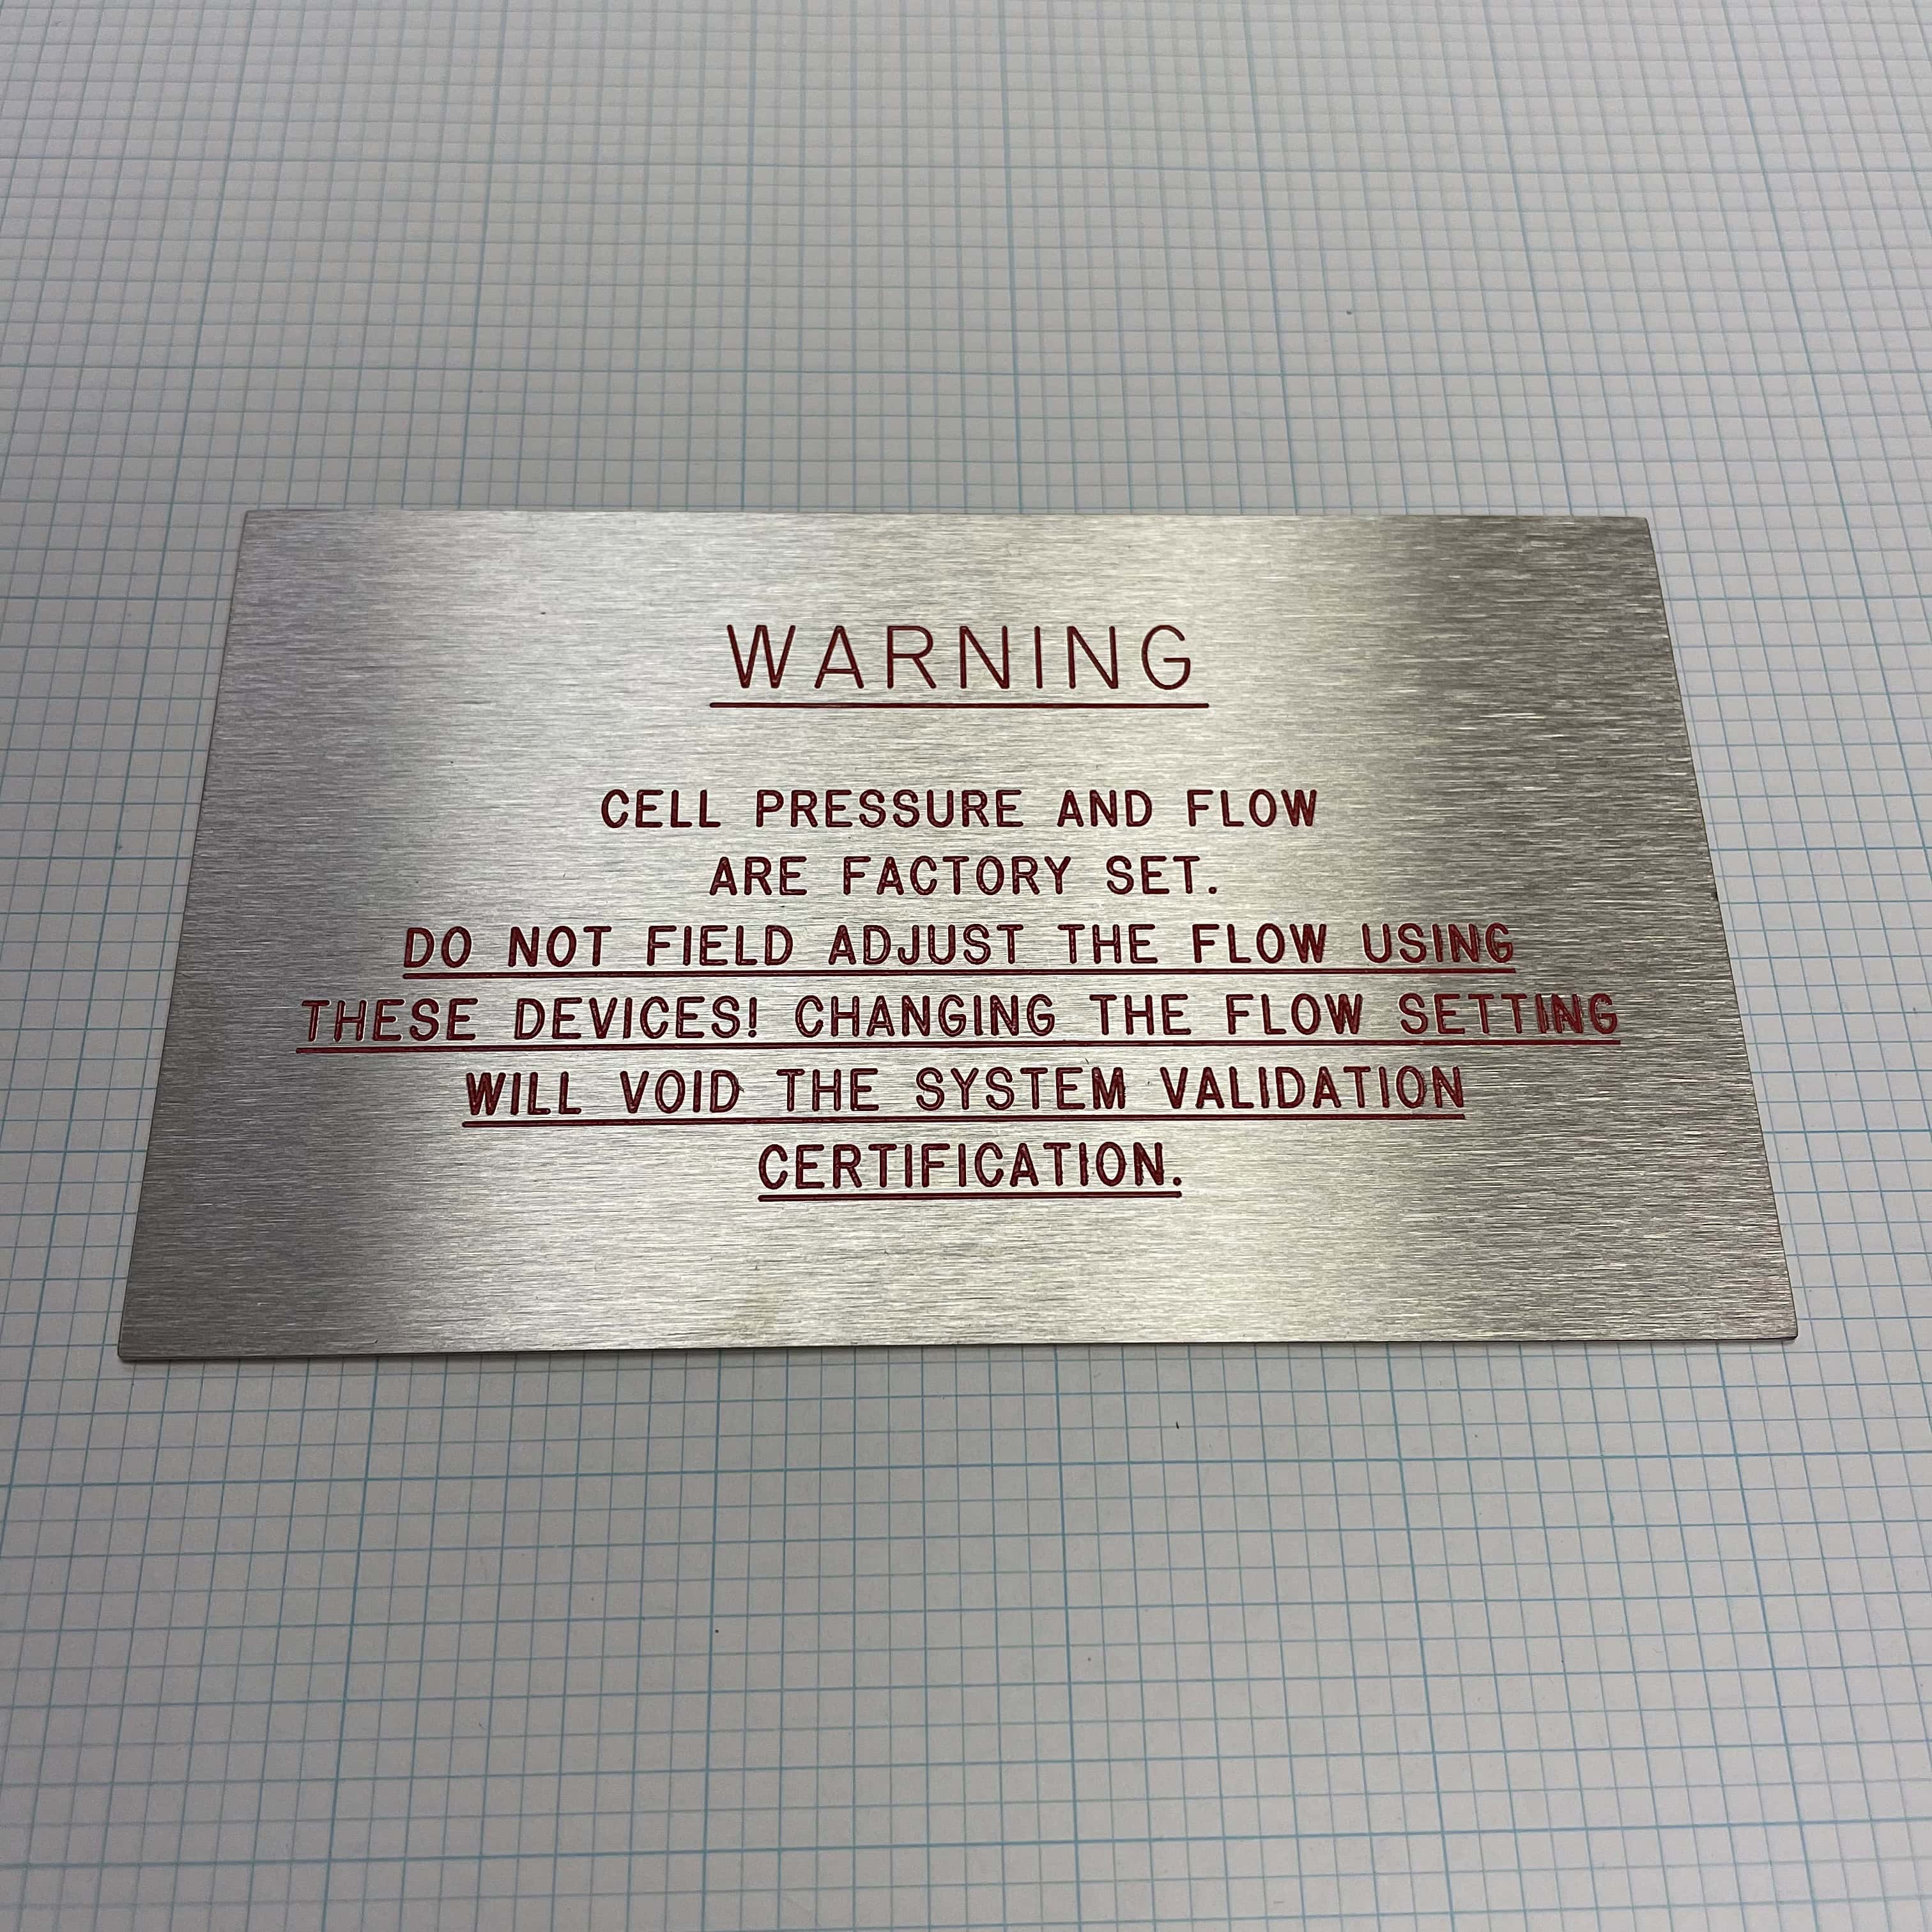 WARNING
CELL PRESSURE AND FLOW
ARE FACTORY SET.
DO NOT FIELD ADJUST THE FLOW USING
THESE DEVICES! CHANGING THE FLOW SETTING
WILL VOID THE SYSTEM VALIDATION
CERTIFICATION.